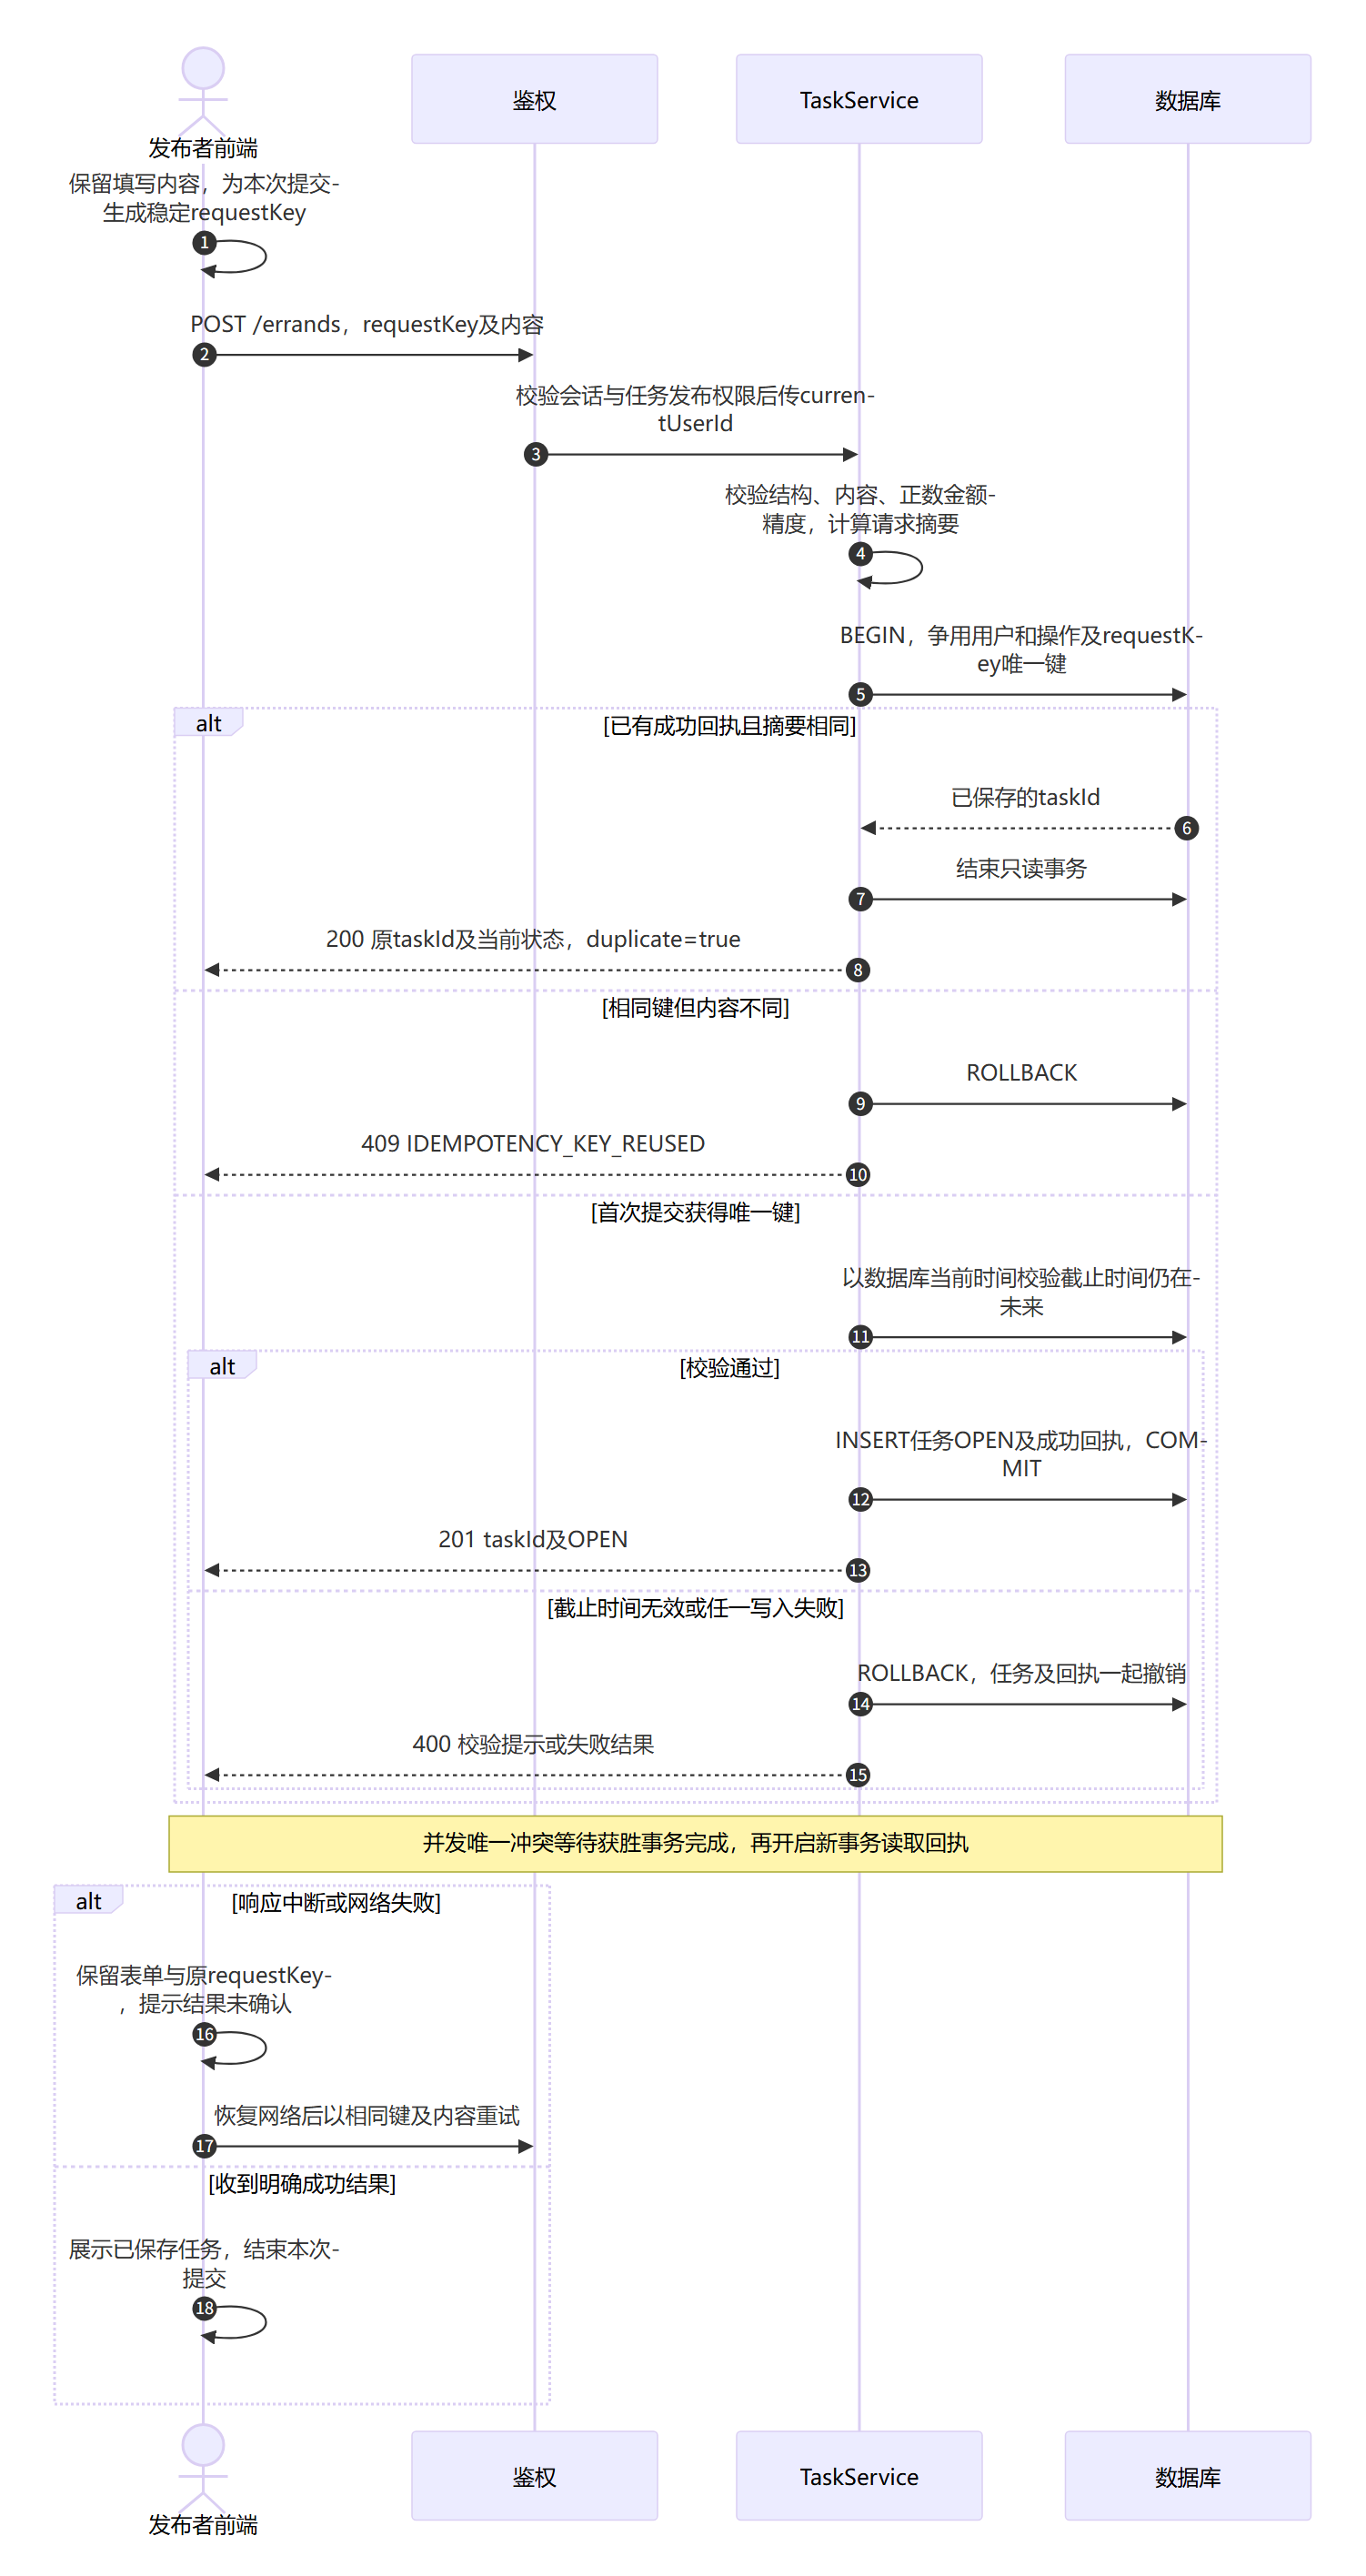 鉴权
TaskService
数据库
发布者前端
保留填写内容，为本次提交-
生成稳定requestKey
1
POST /errands，requestKey及内容
2
校验会话与任务发布权限后传curren-
tUserId
3
校验结构、内容、正数金额-
精度，计算请求摘要
4
BEGIN，争用用户和操作及requestK-
ey唯一键
5
alt
[已有成功回执且摘要相同]
已保存的taskId
6
结束只读事务
7
200 原taskId及当前状态，duplicate=true
8
[相同键但内容不同]
ROLLBACK
9
409 IDEMPOTENCY_KEY_REUSED
10
[首次提交获得唯一键]
以数据库当前时间校验截止时间仍在-
未来
11
alt
[校验通过]
INSERT任务OPEN及成功回执，COM-
MIT
12
201 taskId及OPEN
13
[截止时间无效或任一写入失败]
ROLLBACK，任务及回执一起撤销
14
400 校验提示或失败结果
15
并发唯一冲突等待获胜事务完成，再开启新事务读取回执
alt
[响应中断或网络失败]
保留表单与原requestKey-
，提示结果未确认
16
恢复网络后以相同键及内容重试
17
[收到明确成功结果]
展示已保存任务，结束本次-
提交
18
鉴权
TaskService
数据库
发布者前端